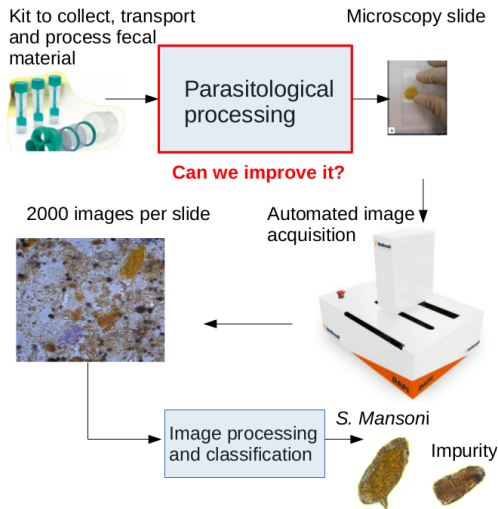 Kit to collect, transport
and process fecal
material
Microscopy slide
Parasitological
processing
Can we improve it?
2000 images per slide
Automated image
acquisition
Image processing
and classification
S. Mansoni
Impurity